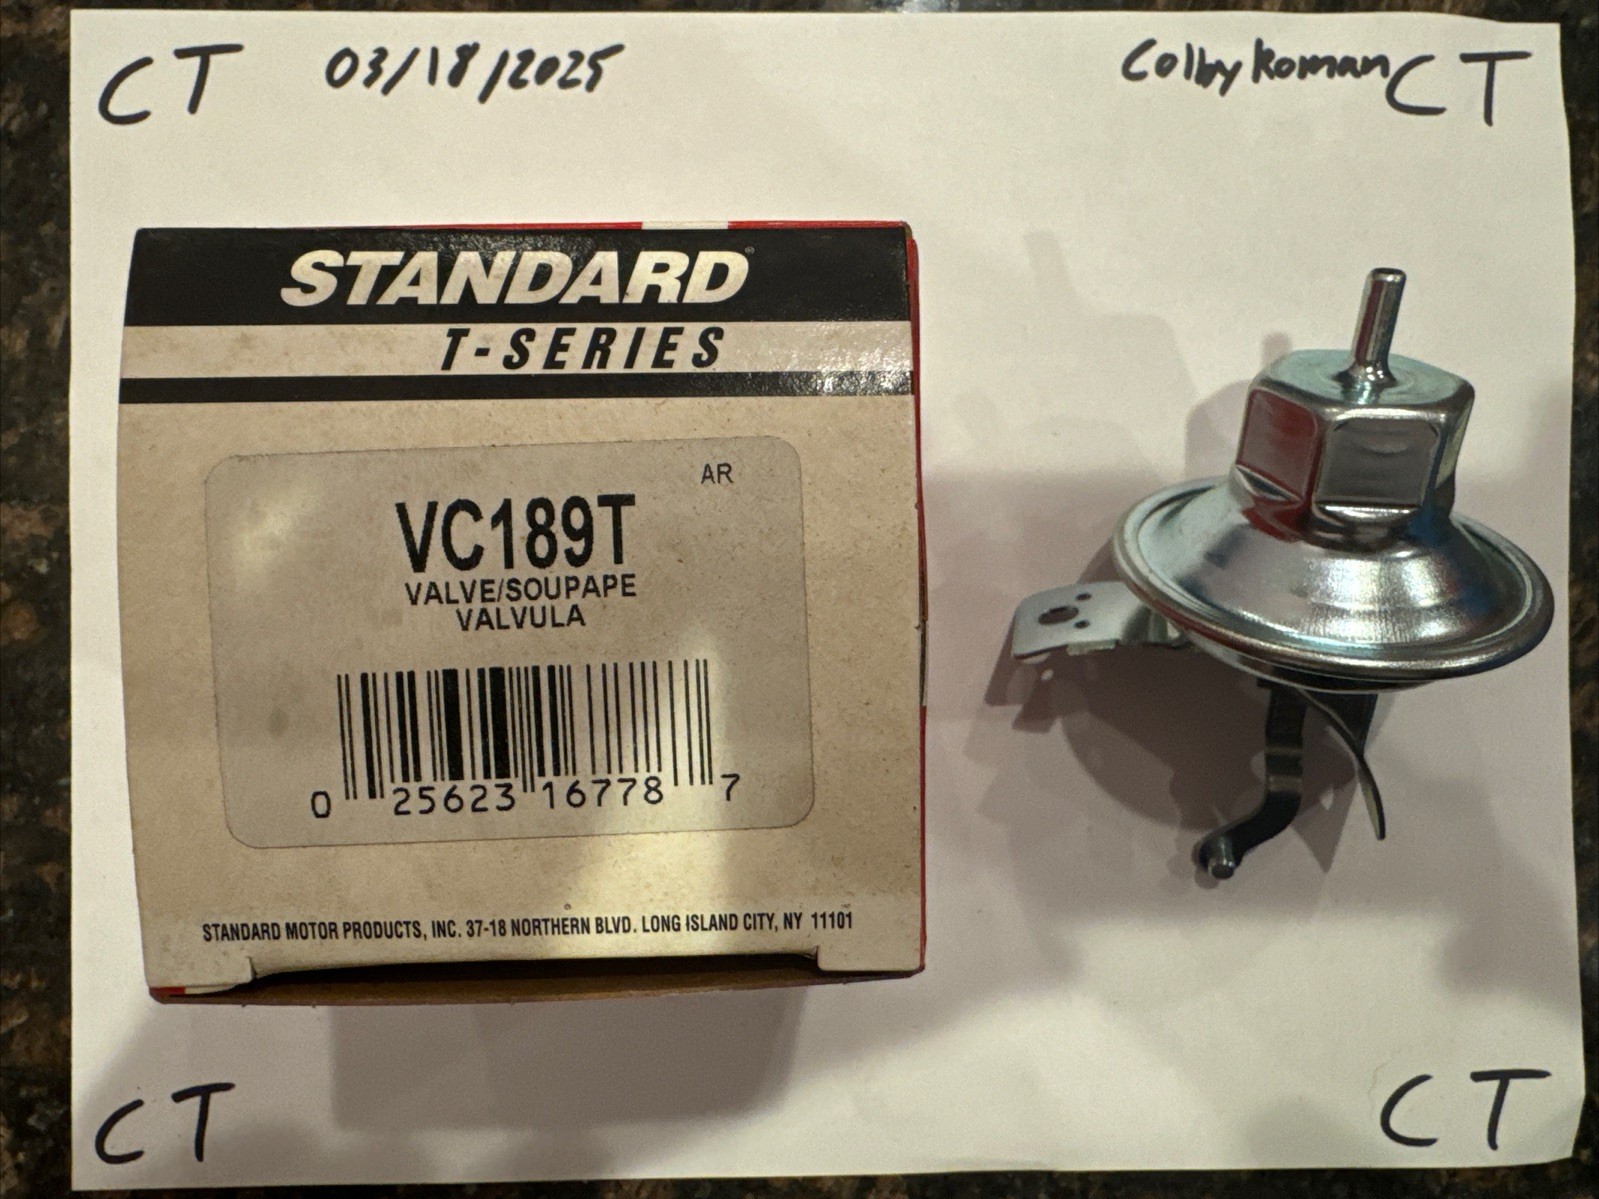 CT 03/18/2025 Colby Koman CT
STANDARD®
T-SERIES
AR
VC189T
VALVE/SOUPAPE
VALVULA
0 25623 16778 7
STANDARD MOTOR PRODUCTS, INC. 37-18 NORTHERN BLVD. LONG ISLAND CITY, NY 11101
CT CT